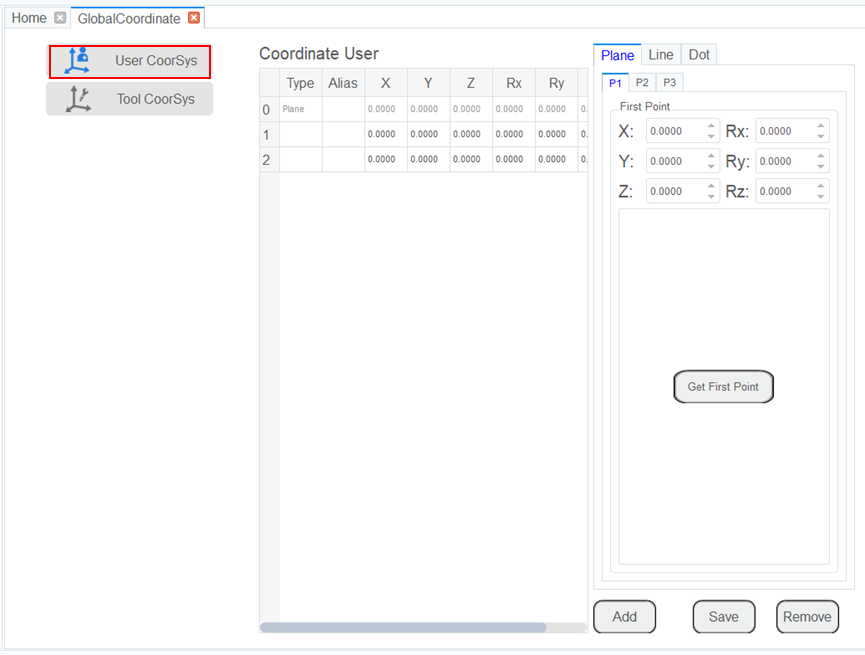 Home GlobalCoordinate
User CoorSys
Tool CoorSys
Coordinate User
Type Alias X Y Z Rx Ry
0 Plane 0.0000 0.0000 0.0000 0.0000 0.0000 0.
1 0.0000 0.0000 0.0000 0.0000 0.0000 0.
2 0.0000 0.0000 0.0000 0.0000 0.0000 0.
Plane Line Dot
P1 P2 P3
First Point
X: 0.0000 Rx: 0.0000
Y: 0.0000 Ry: 0.0000
Z: 0.0000 Rz: 0.0000
Get First Point
Add Save Remove